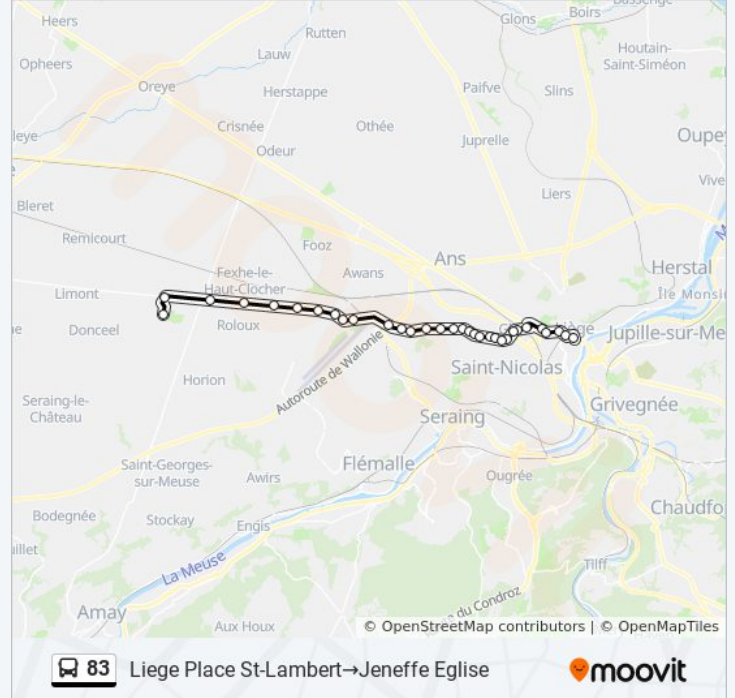 Heers
Glons
Boirs
Bassenge
Rutten
Opheers
Lauw
Houtain-
Saint-Siméon
Oreye
Herstappe
Paifve
Slins
leye
Crisnée
Othée
Juprelle
Oupey
Odeur
Vive
Liers
Bleret
Remicourt
Fooz
Ans
Herstal
Awans
Fexhe-le-
Haut-Clocher
Limont
Île Monsi
Donceel
Roloux
Jupille-sur-Me
Autoroute de Wallonie
Saint-Nicolas
Horion
Seraing-le-
Château
Seraing
Grivegnée
Flémalle
Saint-Georges-
sur-Meuse
Awirs
Ougrée
Bodegnée
Stockay
Engis
Chaudfo
illet
La Meuse
Tilff
Amay
du Condroz
Aux Houx
© OpenStreetMap contributors | © OpenMapTiles
83 Liege Place St-Lambert→Jeneffe Eglise
moovit